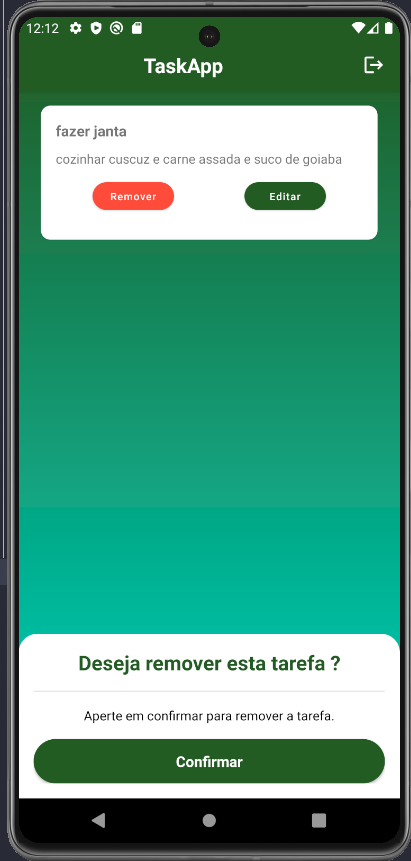 12:12
TaskApp
fazer janta
cozinhar cuscuz e carne assada e suco de goiaba
Remover
Editar
Deseja remover esta tarefa ?
Aperte em confirmar para remover a tarefa.
Confirmar